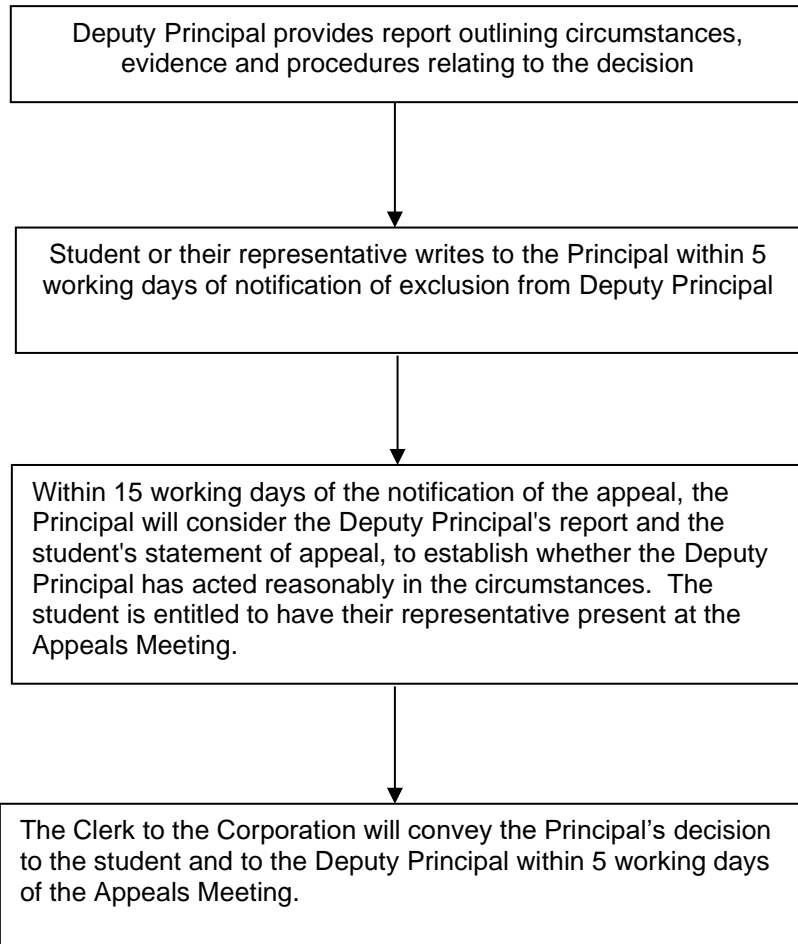 Deputy Principal provides report outlining circumstances,
evidence and procedures relating to the decision
Student or their representative writes to the Principal within 5
working days of notification of exclusion from Deputy Principal
Within 15 working days of the notification of the appeal, the
Principal will consider the Deputy Principal's report and the
student's statement of appeal, to establish whether the Deputy
Principal has acted reasonably in the circumstances.  The
student is entitled to have their representative present at the
Appeals Meeting.
The Clerk to the Corporation will convey the Principal’s decision
to the student and to the Deputy Principal within 5 working days
of the Appeals Meeting.